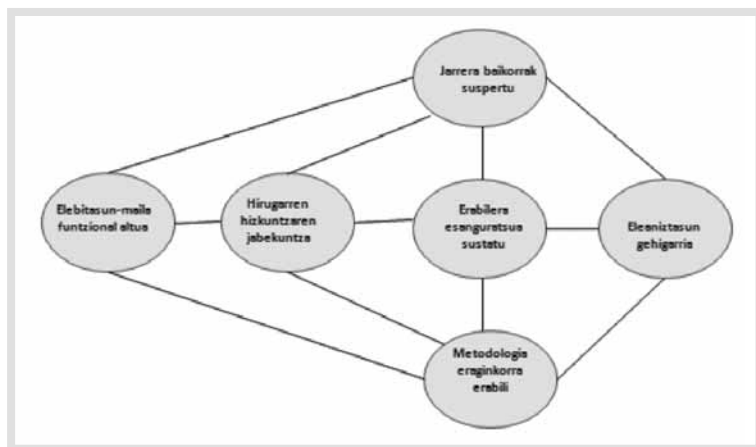 Jarrera baikorrak
suspertu
Elebitasun-maila
funtzional altua
Hirugarren
hizkuntzaren
jabekuntza
Erabilera
esanguratsua
sustatu
Eleaniztasun
gehigarria
Metodologia
eraginkorra
erabili